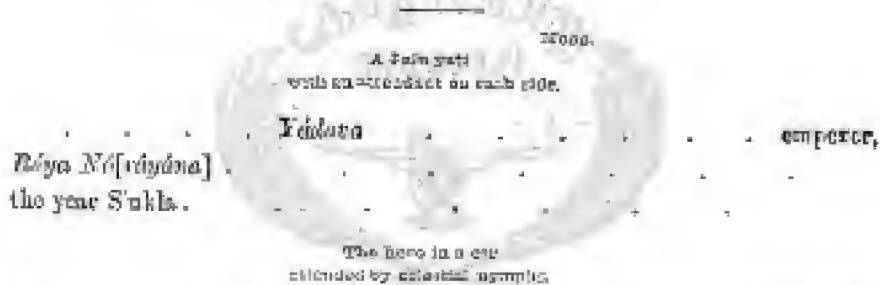 Moon.
A Jain yati
with an attendant on each side.
. . . . Yádava . . . . . . . emperor,
Ráya Ná[ráyána] . . . . . . .
the year S'ukla . . . . . . .
The hero in a car
attended by celestial nymphs.